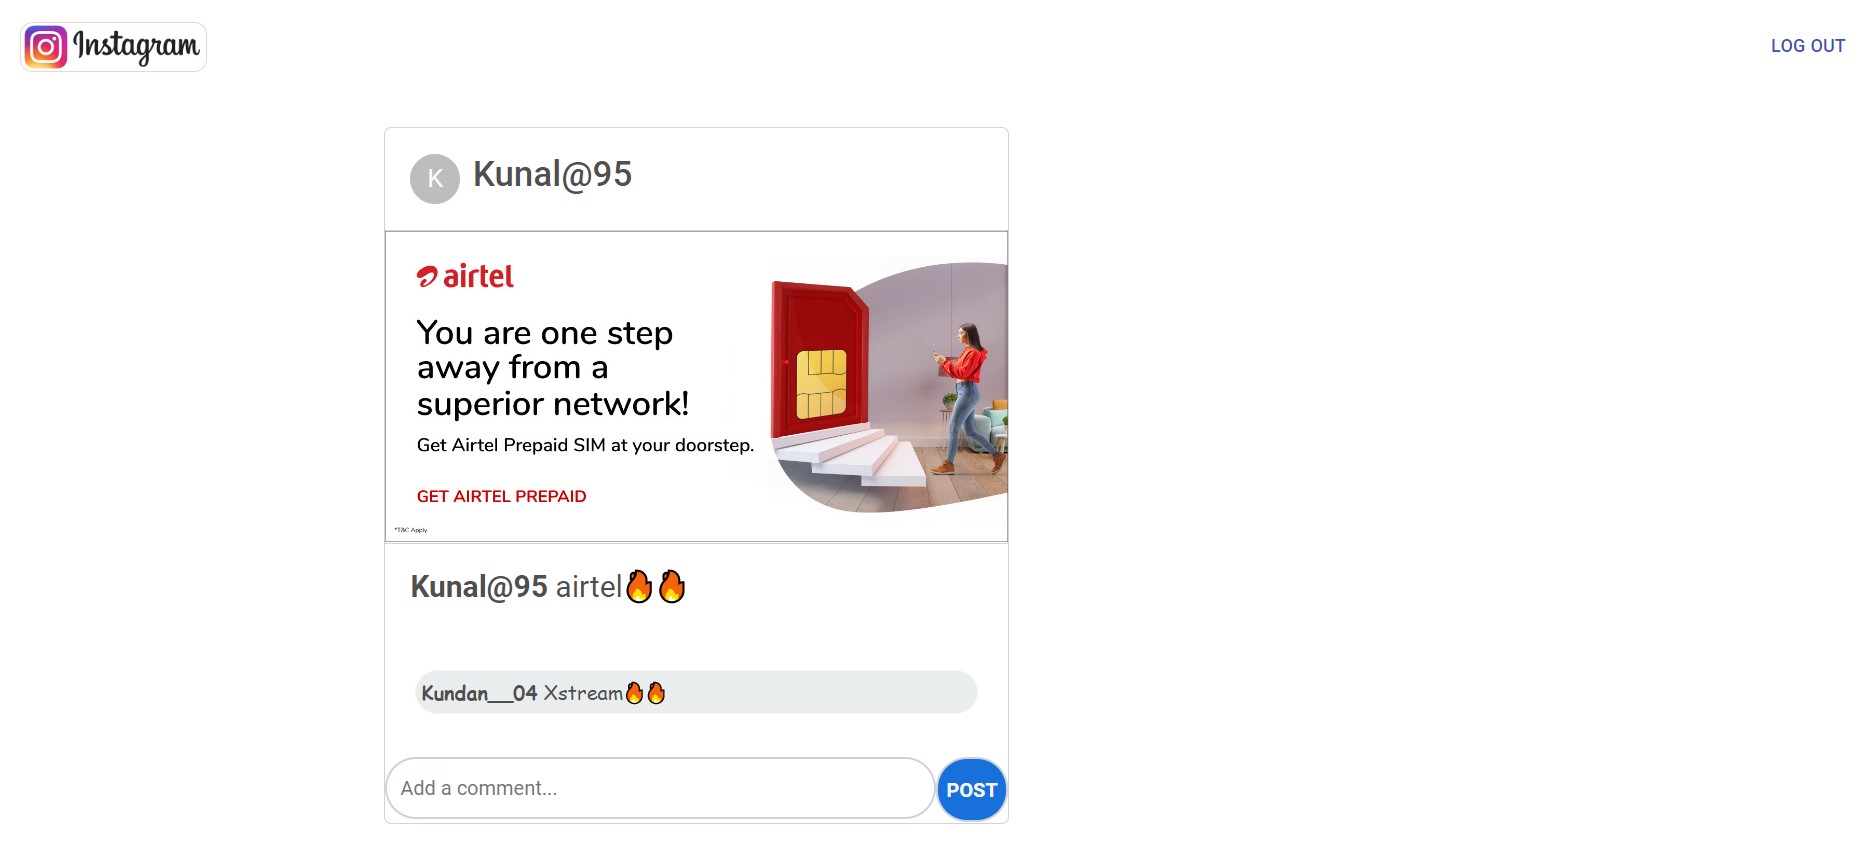 Instagram
LOG OUT
K
Kunal@95
airtel
You are one step
away from a
superior network!
Get Airtel Prepaid SIM at your doorstep.
GET AIRTEL PREPAID
*T&C Apply
Kunal@95 airtel🔥🔥
Kundan__04 Xstream🔥🔥
Add a comment...
POST